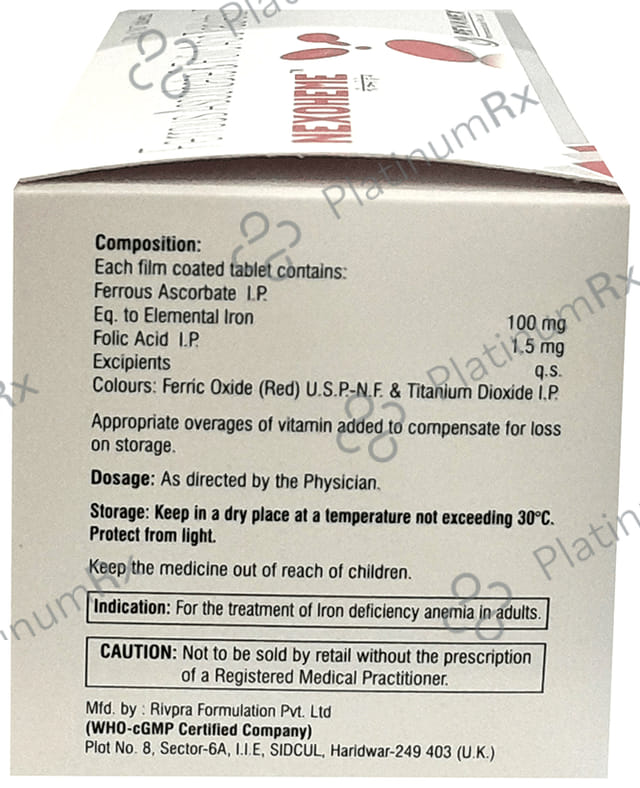 NEXOHEME
Composition:
Each film coated tablet contains:
Ferrous Ascorbate I.P.
Eq. to Elemental Iron 100 mg
Folic Acid I.P. 1.5 mg
Excipients q.s.
Colours: Ferric Oxide (Red) U.S.P.-N.F. & Titanium Dioxide I.P.
Appropriate overages of vitamin added to compensate for loss
on storage.
Dosage: As directed by the Physician.
Storage: Keep in a dry place at a temperature not exceeding 30°C.
Protect from light.
Keep the medicine out of reach of children.
Indication: For the treatment of Iron deficiency anemia in adults.
CAUTION: Not to be sold by retail without the prescription
of a Registered Medical Practitioner.
Mfd. by : Rivpra Formulation Pvt. Ltd
(WHO-cGMP Certified Company)
Plot No. 8, Sector-6A, I.I.E, SIDCUL, Haridwar-249 403 (U.K.)
PlatinumRx
PlatinumRx
PlatinumRx